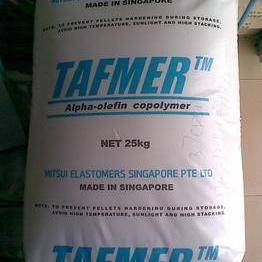 MADE IN SINGAPORE
NOTE: TO PREVENT PELLETS HARDENING DURING STORAGE,
AVOID HIGH TEMPERATURE, SUNLIGHT AND HIGH STACKING.
TAFMER™
Alpha-olefin copolymer
NET 25kg
MITSUI ELASTOMERS SINGAPORE PTE LTD
MADE IN SINGAPORE
NOTE: TO PREVENT PELLETS HARDENING DURING STORAGE,
AVOID HIGH TEMPERATURE, SUNLIGHT AND HIGH STACKING.
TAFMER™